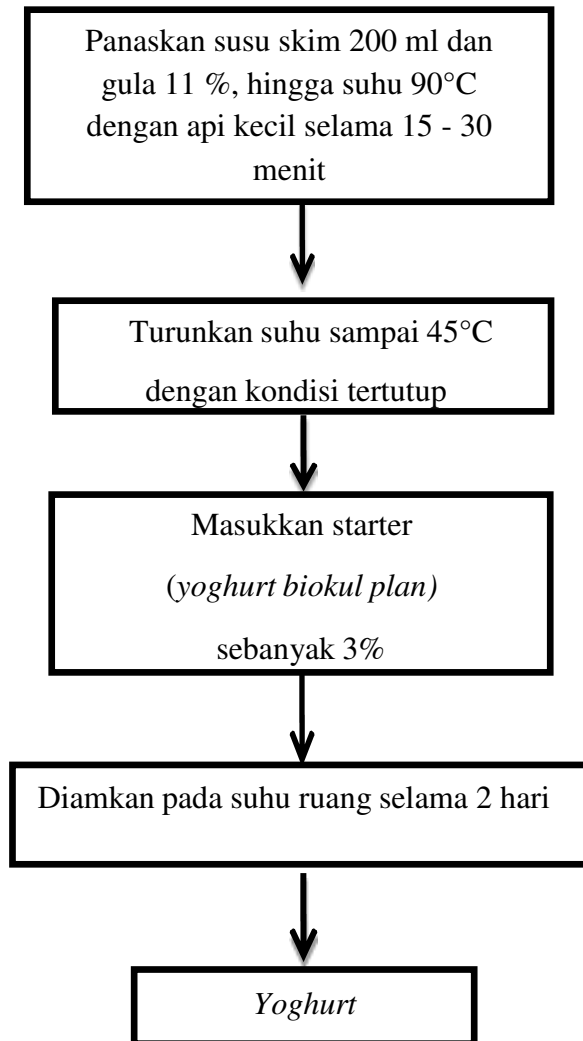 Panaskan susu skim 200 ml dan
gula 11 %, hingga suhu 90°C
dengan api kecil selama 15 - 30
menit
Turunkan suhu sampai 45°C
dengan kondisi tertutup
Masukkan starter
(yoghurt biokul plan)
sebanyak 3%
Diamkan pada suhu ruang selama 2 hari
Yoghurt